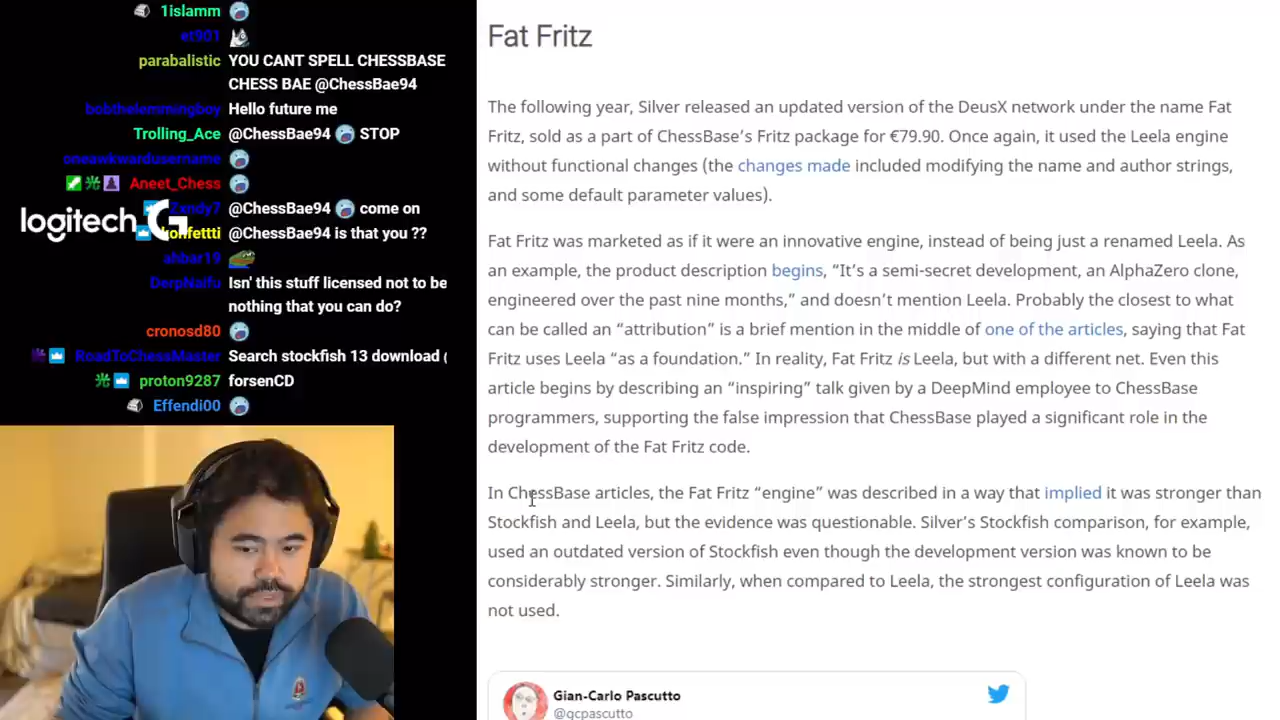 1islamm
et901
parabalistic YOU CANT SPELL CHESSBASE
CHESS BAE @ChessBae94
bobthelemmingboy Hello future me
Trolling_Ace @ChessBae94 STOP
oneawkwardusername
Aneet_Chess
@ChessBae94 come on
logitech G
@ChessBae94 is that you ??
ahbar19
DerpNaifu Isn' this stuff licensed not to be
nothing that you can do?
cronosd80
RoadToChessMaster Search stockfish 13 download
proton9287 forsenCD
Effendi00
Fat Fritz
The following year, Silver released an updated version of the DeusX network under the name Fat
Fritz, sold as a part of ChessBase's Fritz package for €79.90. Once again, it used the Leela engine
without functional changes (the changes made included modifying the name and author strings,
and some default parameter values).
Fat Fritz was marketed as if it were an innovative engine, instead of being just a renamed Leela. As
an example, the product description begins, “It's a semi-secret development, an AlphaZero clone,
engineered over the past nine months,” and doesn't mention Leela. Probably the closest to what
can be called an “attribution” is a brief mention in the middle of one of the articles, saying that Fat
Fritz uses Leela “as a foundation.” In reality, Fat Fritz is Leela, but with a different net. Even this
article begins by describing an “inspiring” talk given by a DeepMind employee to ChessBase
programmers, supporting the false impression that ChessBase played a significant role in the
development of the Fat Fritz code.
In ChessBase articles, the Fat Fritz “engine” was described in a way that implied it was stronger than
Stockfish and Leela, but the evidence was questionable. Silver's Stockfish comparison, for example,
used an outdated version of Stockfish even though the development version was known to be
considerably stronger. Similarly, when compared to Leela, the strongest configuration of Leela was
not used.
Gian-Carlo Pascutto
@gcpascutto